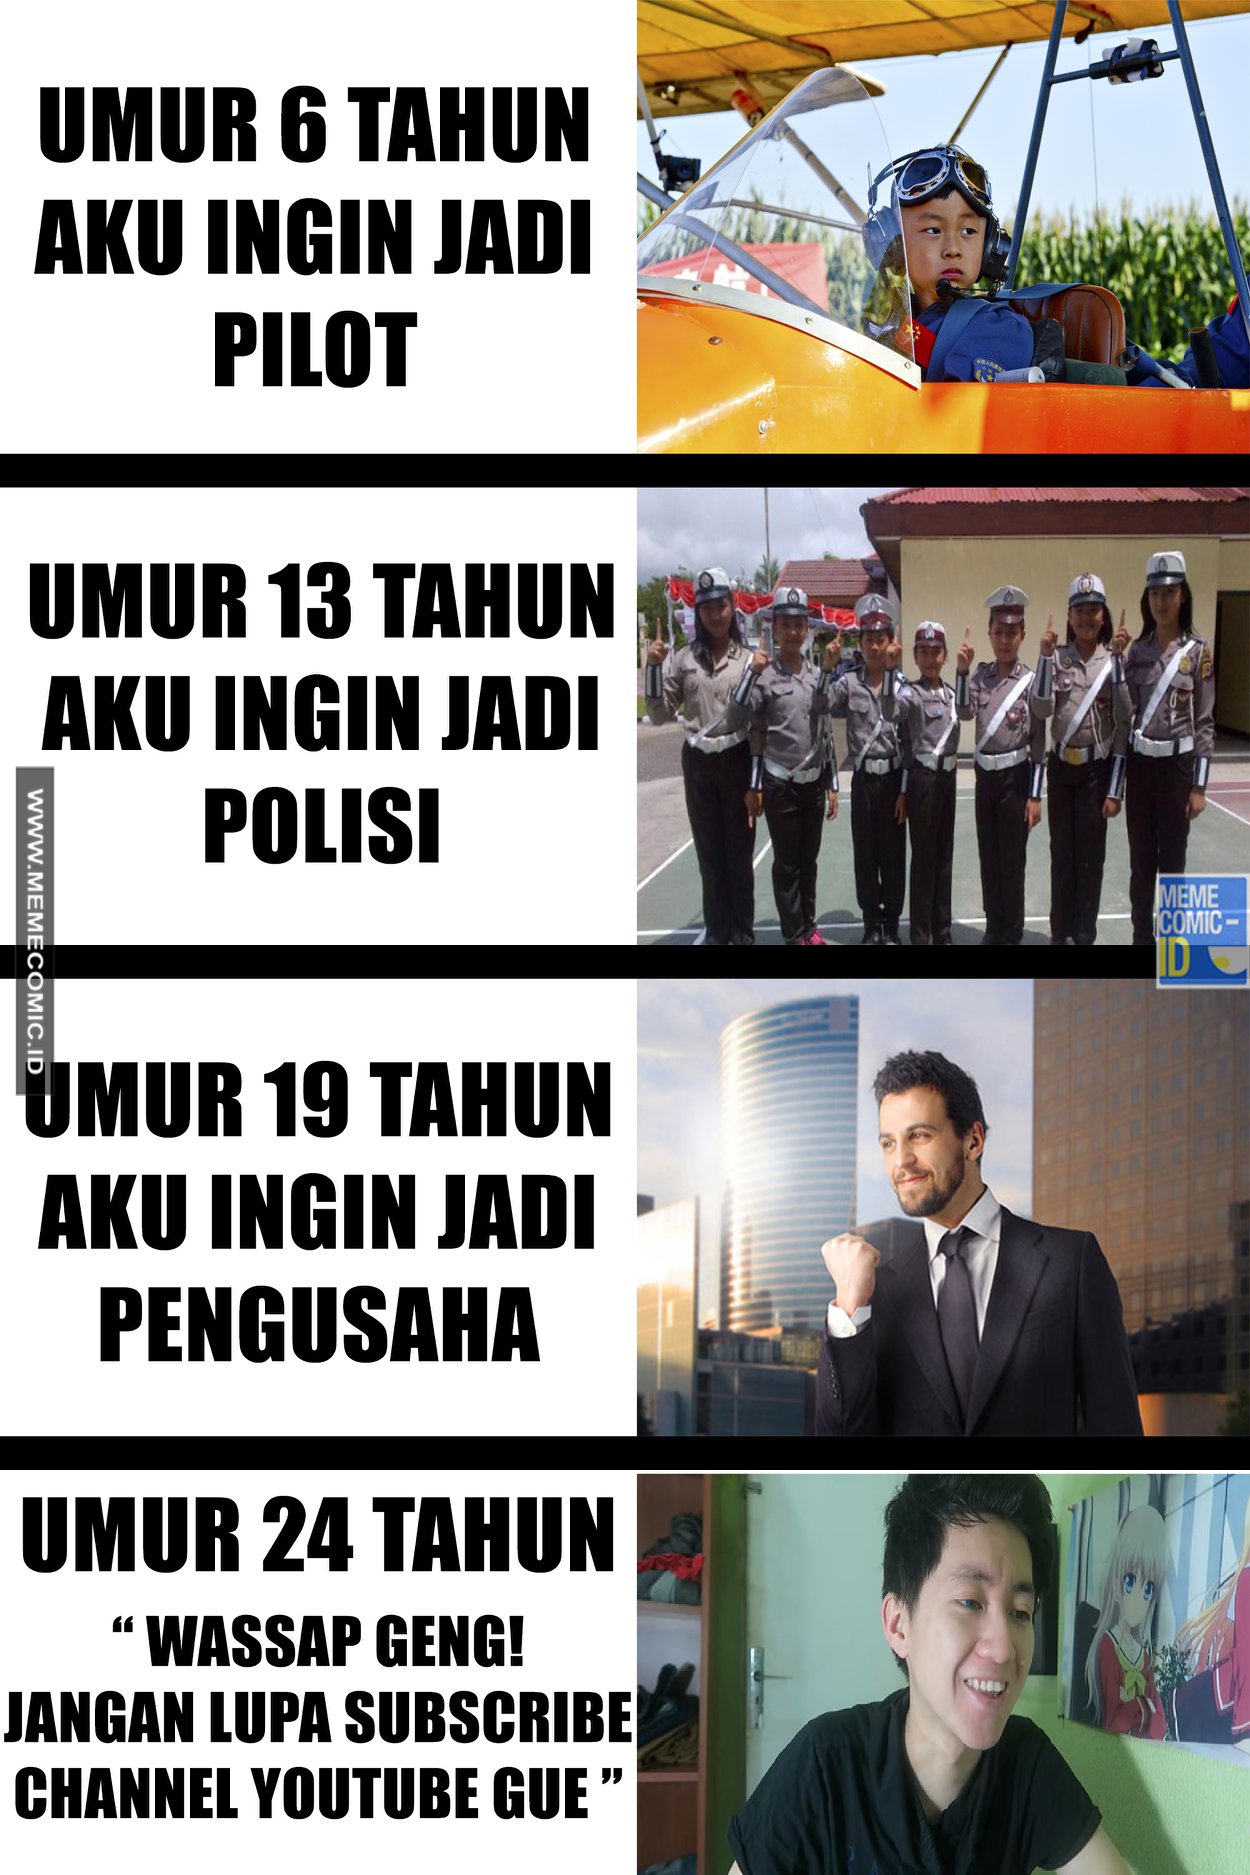 UMUR 6 TAHUN
AKU INGIN JADI
PILOT
UMUR 13 TAHUN
AKU INGIN JADI
POLISI
WWW.MEMECOMIC.ID
MEME
COMIC-
ID
UMUR 19 TAHUN
AKU INGIN JADI
PENGUSAHA
UMUR 24 TAHUN
“ WASSAP GENG!
JANGAN LUPA SUBSCRIBE
CHANNEL YOUTUBE GUE ”